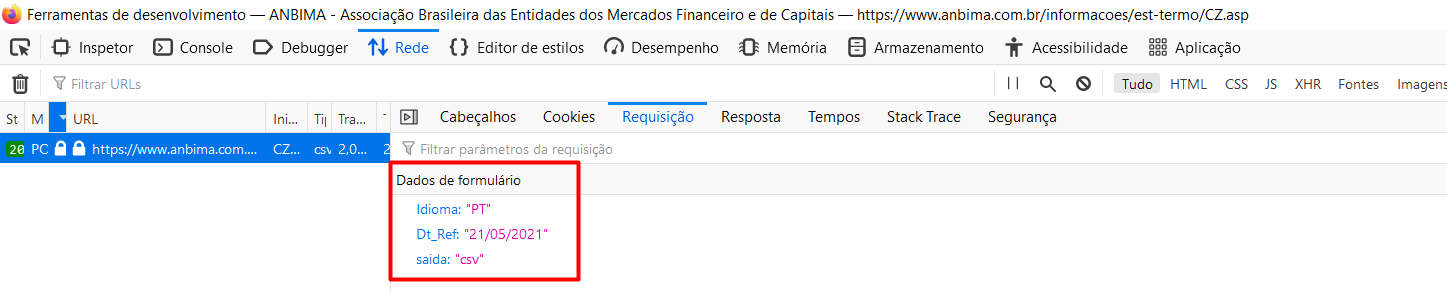 Ferramentas de desenvolvimento — ANBIMA - Associação Brasileira das Entidades dos Mercados Financeiro e de Capitais — https://www.anbima.com.br/informacoes/est-termo/CZ.asp
Inspetor Console Debugger Rede Editor de estilos Desempenho Memória Armazenamento Acessibilidade Aplicação
Filtrar URLs Tudo HTML CSS JS XHR Fontes Imagens
St M URL Ini... Tip Tra... Cabeçalhos Cookies Requisição Resposta Tempos Stack Trace Segurança
20 PC https://www.anbima.com.... CZ... csv 2,0... 2 Filtrar parâmetros da requisição
Dados de formulário
Idioma: "PT"
Dt_Ref: "21/05/2021"
saida: "csv"